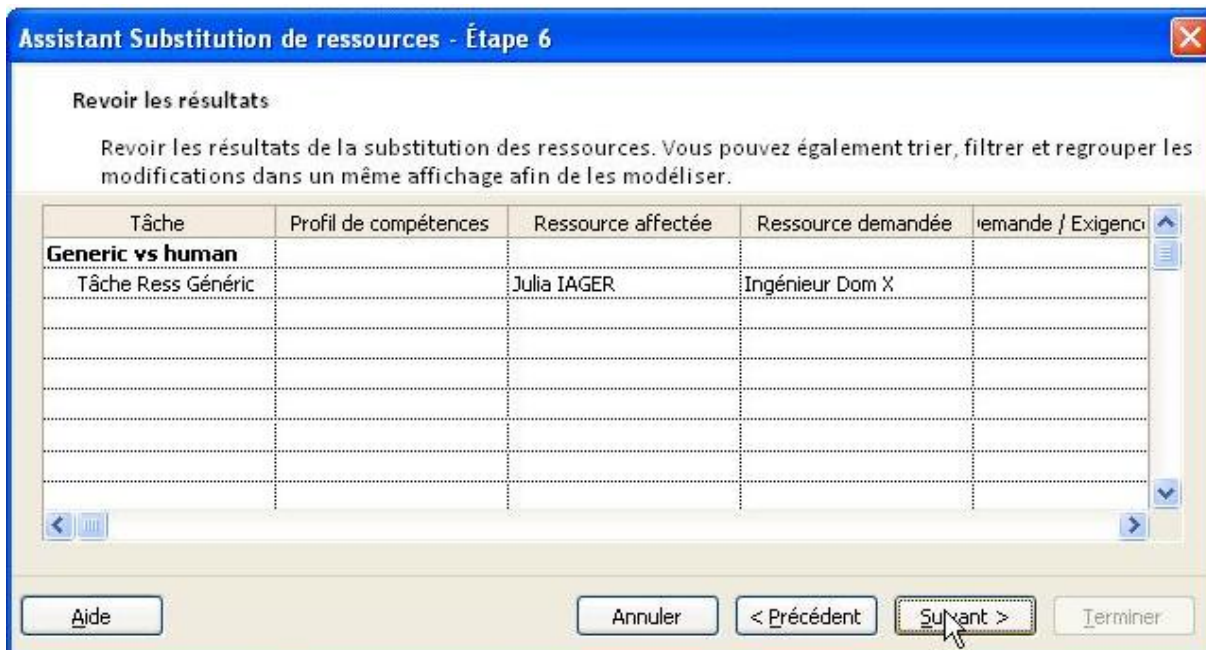 Assistant Substitution de ressources - Étape 6
Revoir les résultats
Revoir les résultats de la substitution des ressources. Vous pouvez également trier, filtrer et regrouper les
modifications dans un même affichage afin de les modéliser.
Tâche Profil de compétences Ressource affectée Ressource demandée emande / Exigenc
Generic vs human
Tâche Ress Généric Julia IAGER Ingénieur Dom X
Aide Annuler < Précédent Suivant > Terminer